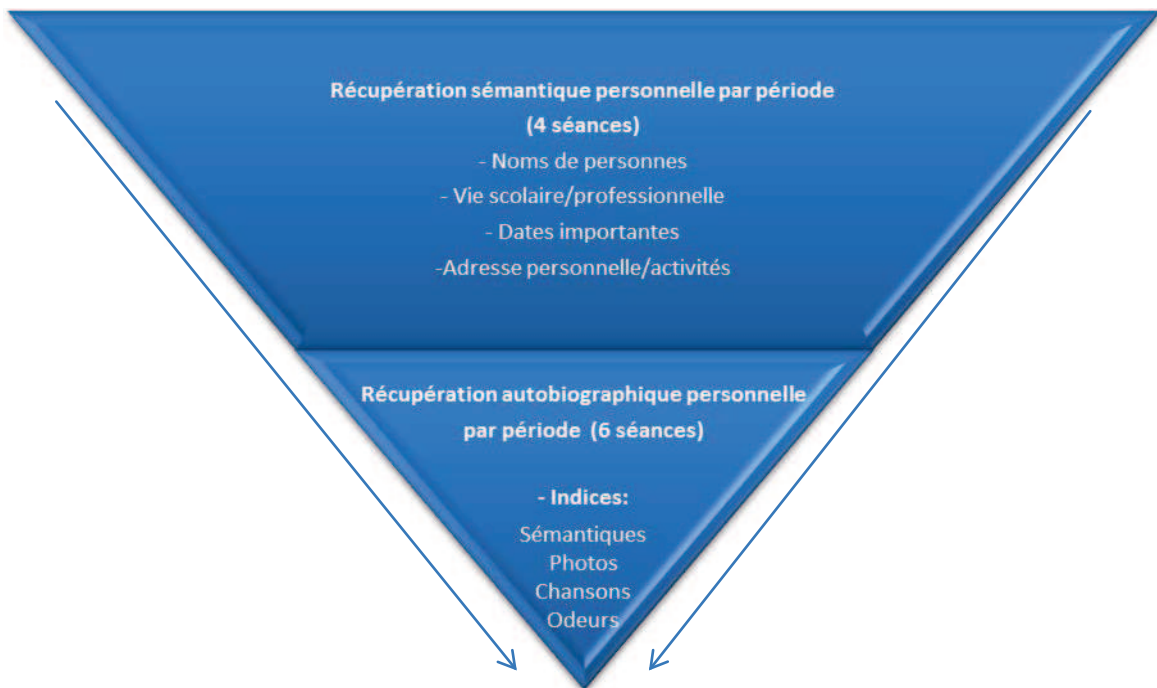 Récupération sémantique personnelle par période
(4 séances)
- Noms de personnes
- Vie scolaire/professionnelle
- Dates importantes
-Adresse personnelle/activités
Récupération autobiographique personnelle
par période (6 séances)
- Indices:
Sémantiques
Photos
Chansons
Odeurs